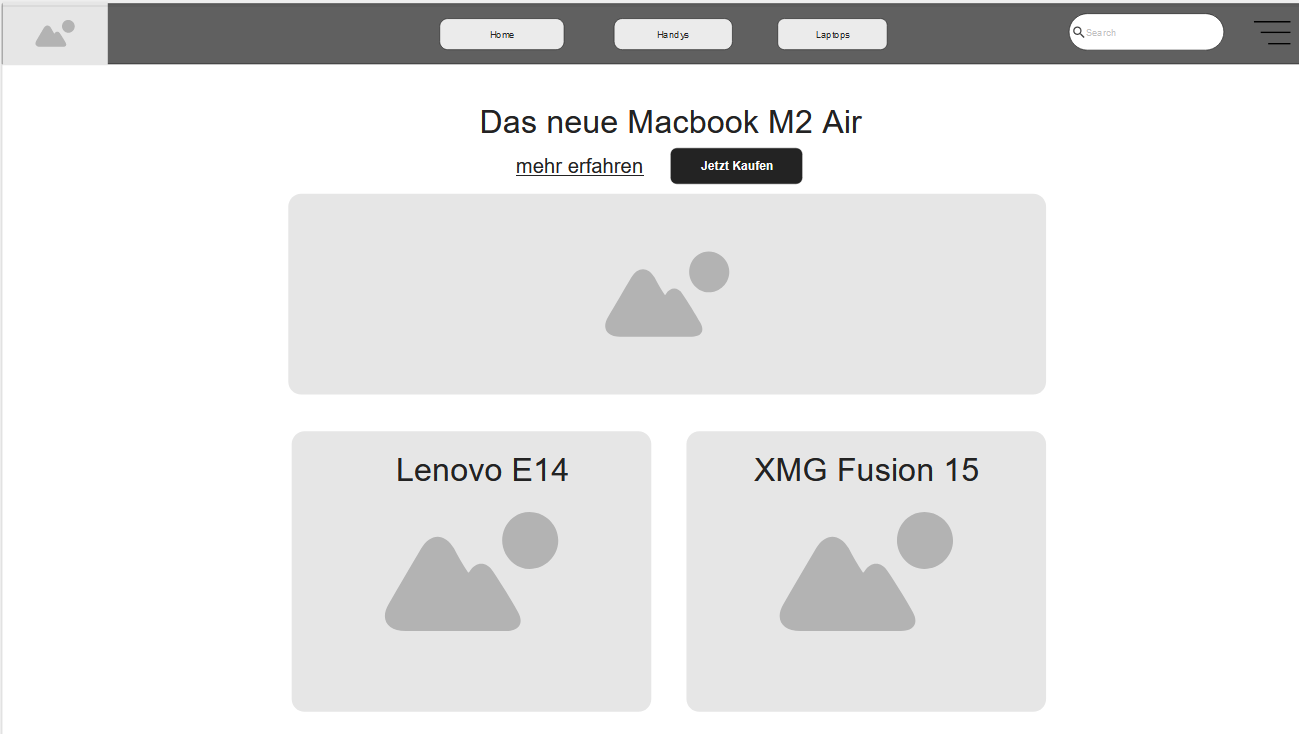 Home
Handys
Laptops
Search
Das neue Macbook M2 Air
mehr erfahren
Jetzt Kaufen
Lenovo E14
XMG Fusion 15